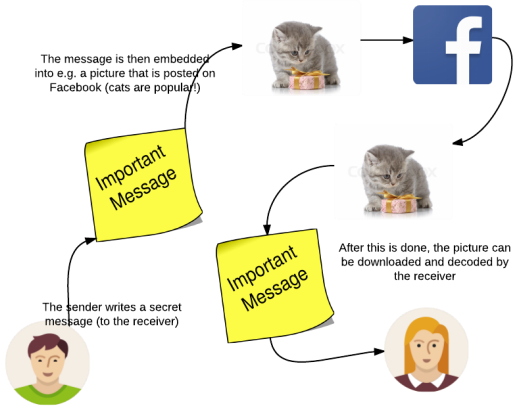 The message is then embedded
into e.g. a picture that is posted on
Facebook (cats are popular!)
f
Important
Message
The sender writes a secret
message (to the receiver)
Important
Message
After this is done, the picture can
be downloaded and decoded by
the receiver